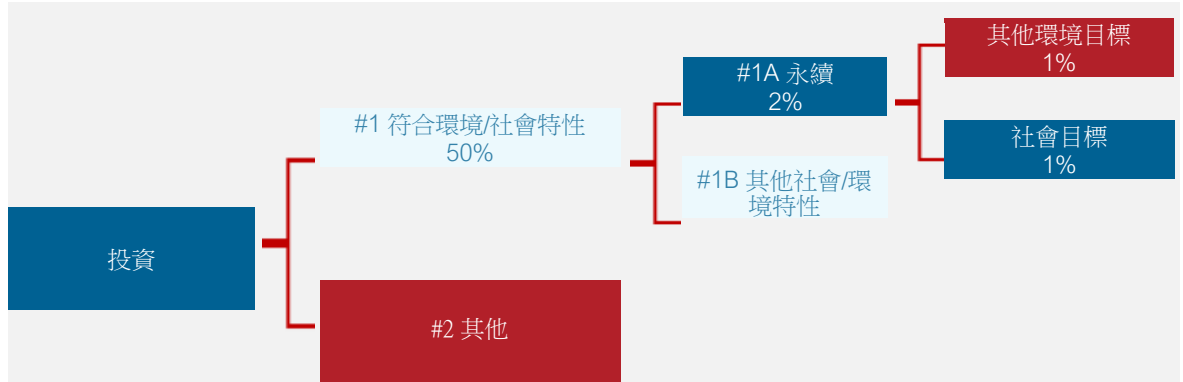 投資
#1 符合環境/社會特性
50%
#2 其他
#1A 永續
2%
#1B 其他社會/環
境特性
其他環境目標
1%
社會目標
1%